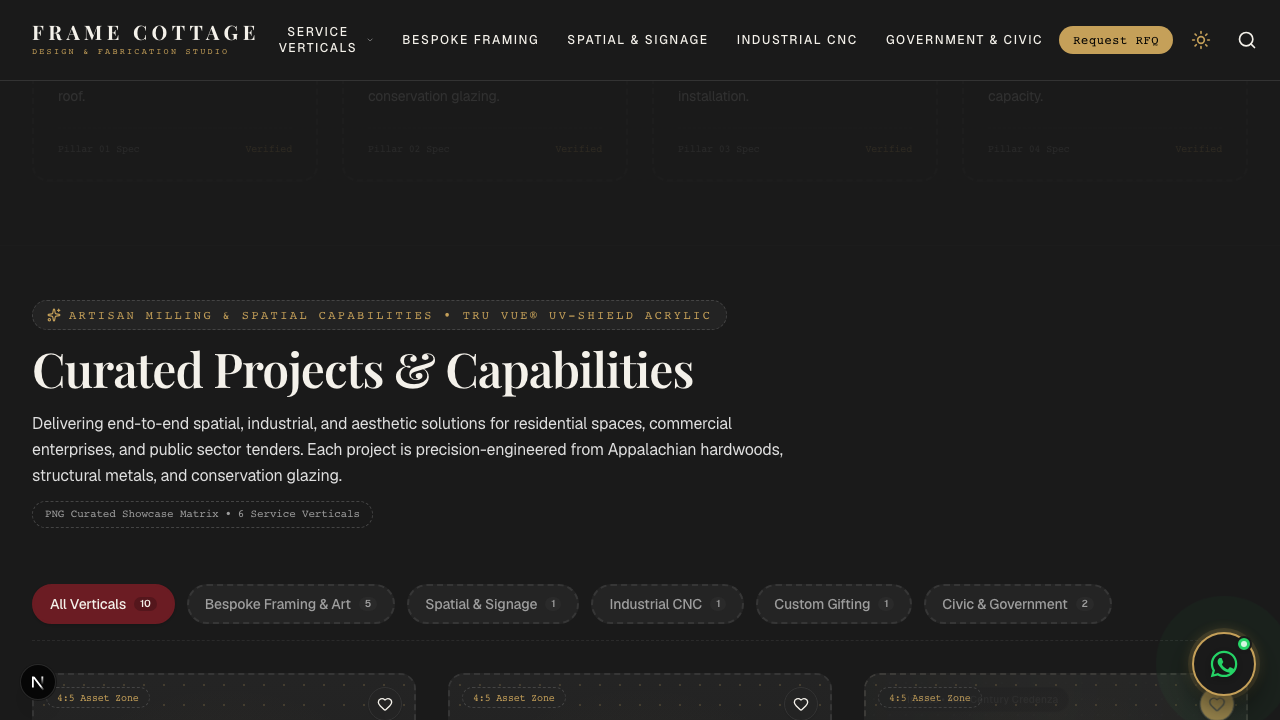 FRAME COTTAGE
DESIGN & FABRICATION STUDIO
SERVICE
VERTICALS
BESPOKE FRAMING
SPATIAL & SIGNAGE
INDUSTRIAL CNC
GOVERNMENT & CIVIC
Request RFQ
roof.
conservation glazing.
installation.
capacity.
Pillar 01 Spec
Verified
Pillar 02 Spec
Verified
Pillar 03 Spec
Verified
Pillar 04 Spec
Verified
ARTISAN MILLING & SPATIAL CAPABILITIES • TRU VUE® UV-SHIELD ACRYLIC
Curated Projects & Capabilities
Delivering end-to-end spatial, industrial, and aesthetic solutions for residential spaces, commercial
enterprises, and public sector tenders. Each project is precision-engineered from Appalachian hardwoods,
structural metals, and conservation glazing.
PNG Curated Showcase Matrix • 6 Service Verticals
All Verticals 10
Bespoke Framing & Art 5
Spatial & Signage 1
Industrial CNC 1
Custom Gifting 1
Civic & Government 2
4:5 Asset Zone
4:5 Asset Zone
4:5 Asset Zone